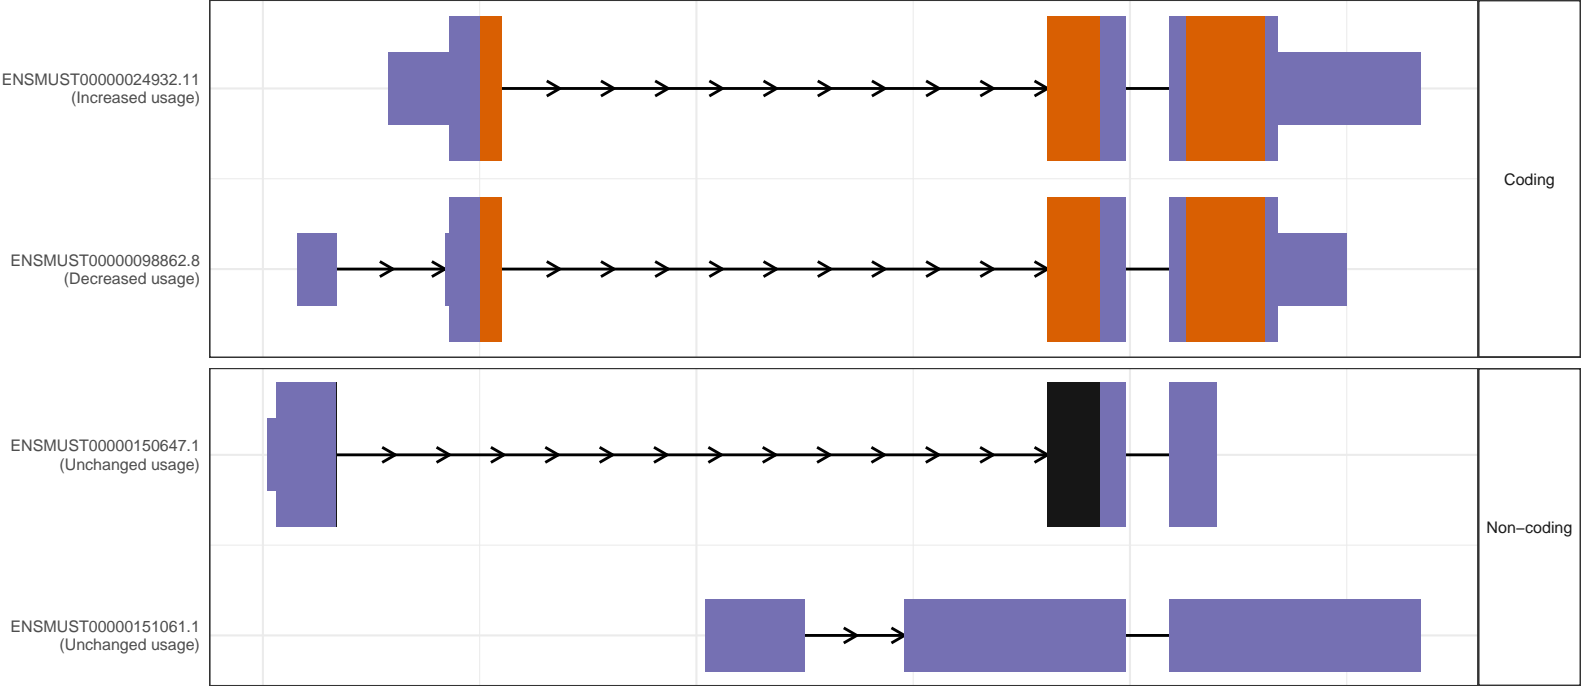 ENSMUST00000024932.11
(Increased usage)
Coding
ENSMUST00000098862.8
(Decreased usage)
ENSMUST00000150647.1
(Unchanged usage)
Non−coding
ENSMUST00000151061.1
(Unchanged usage)